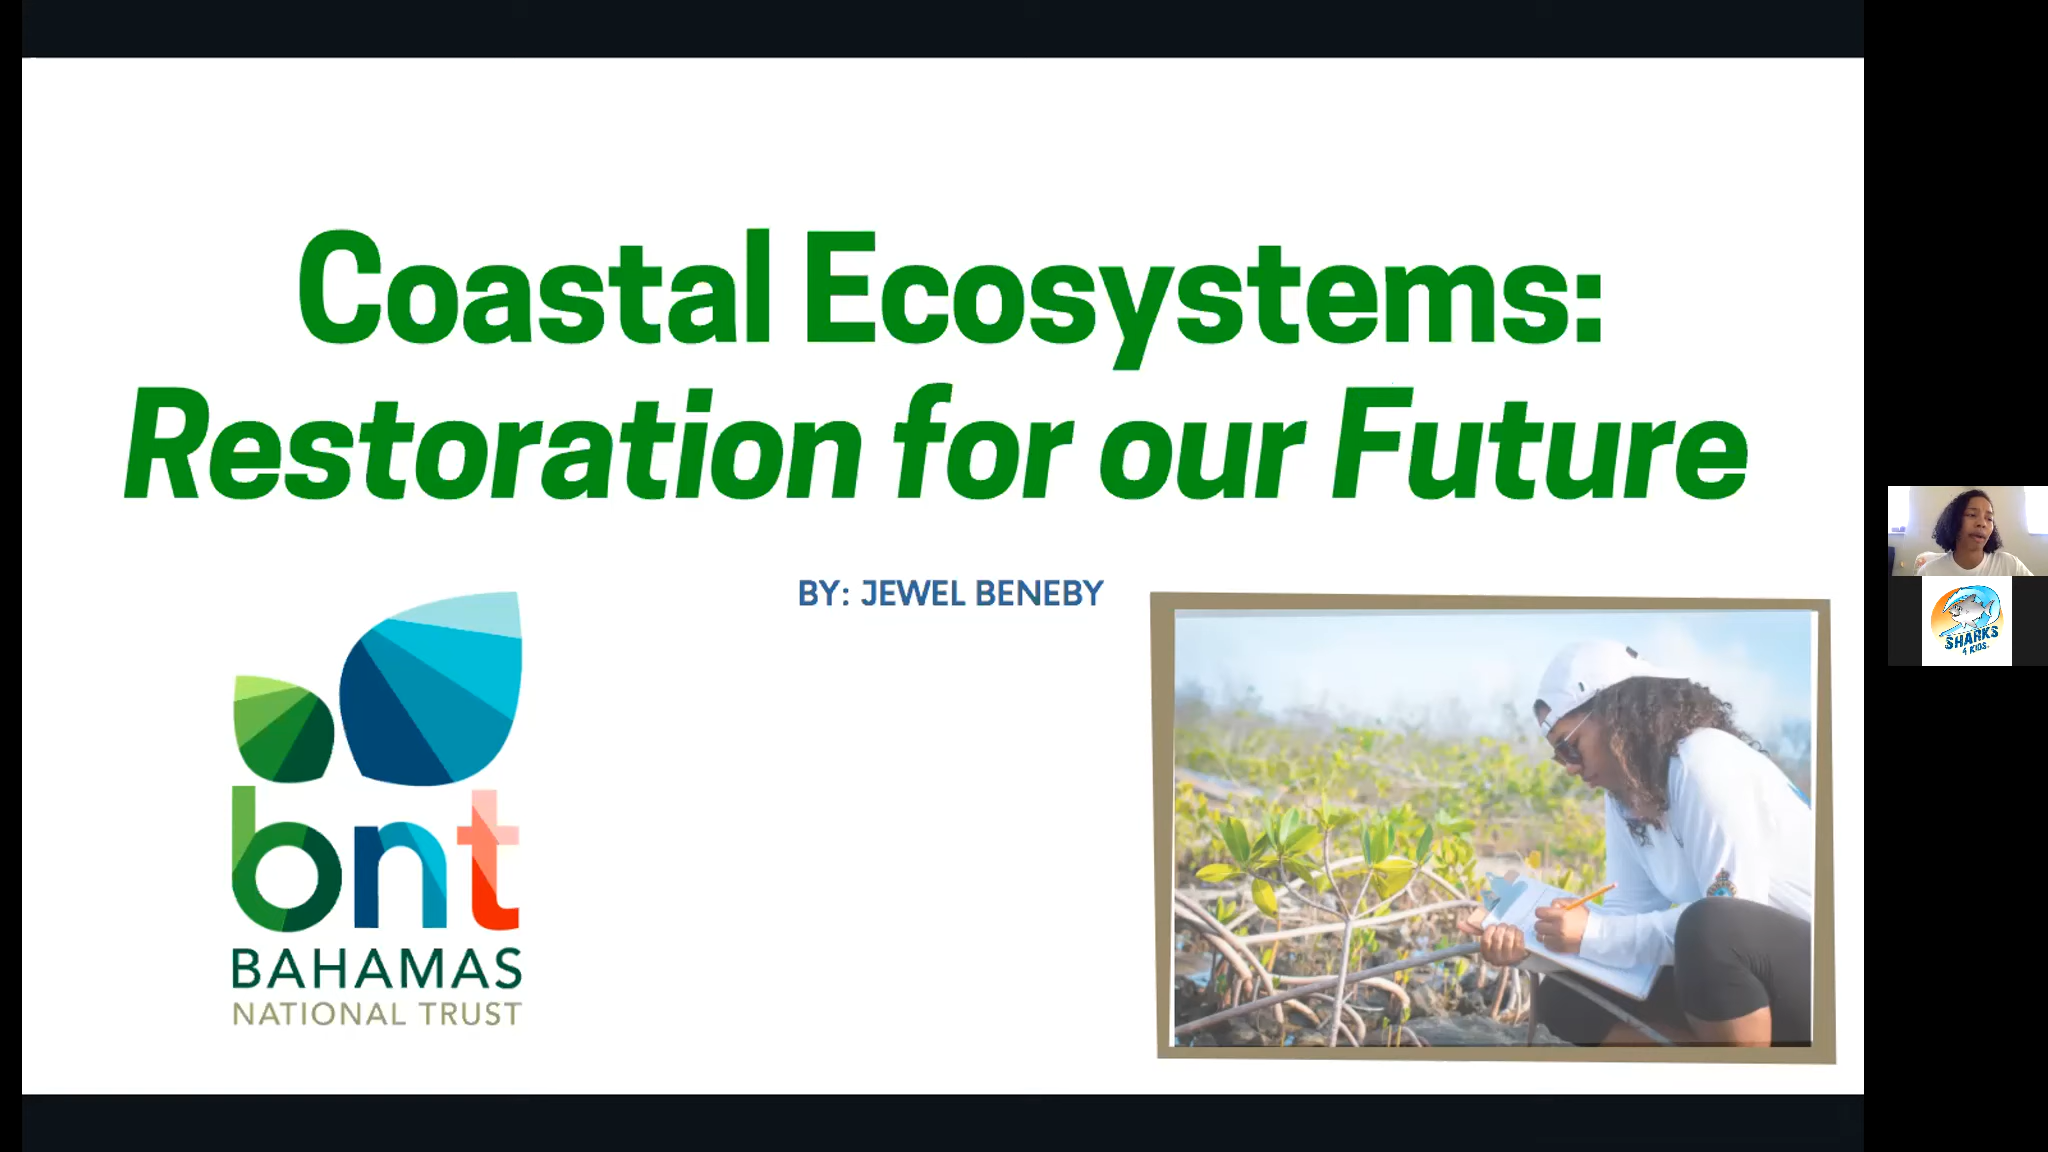 Coastal Ecosystems:
Restoration for our Future
BY: JEWEL BENEBY
bnt
BAHAMAS
NATIONAL TRUST
SHARKS
4 KIDS